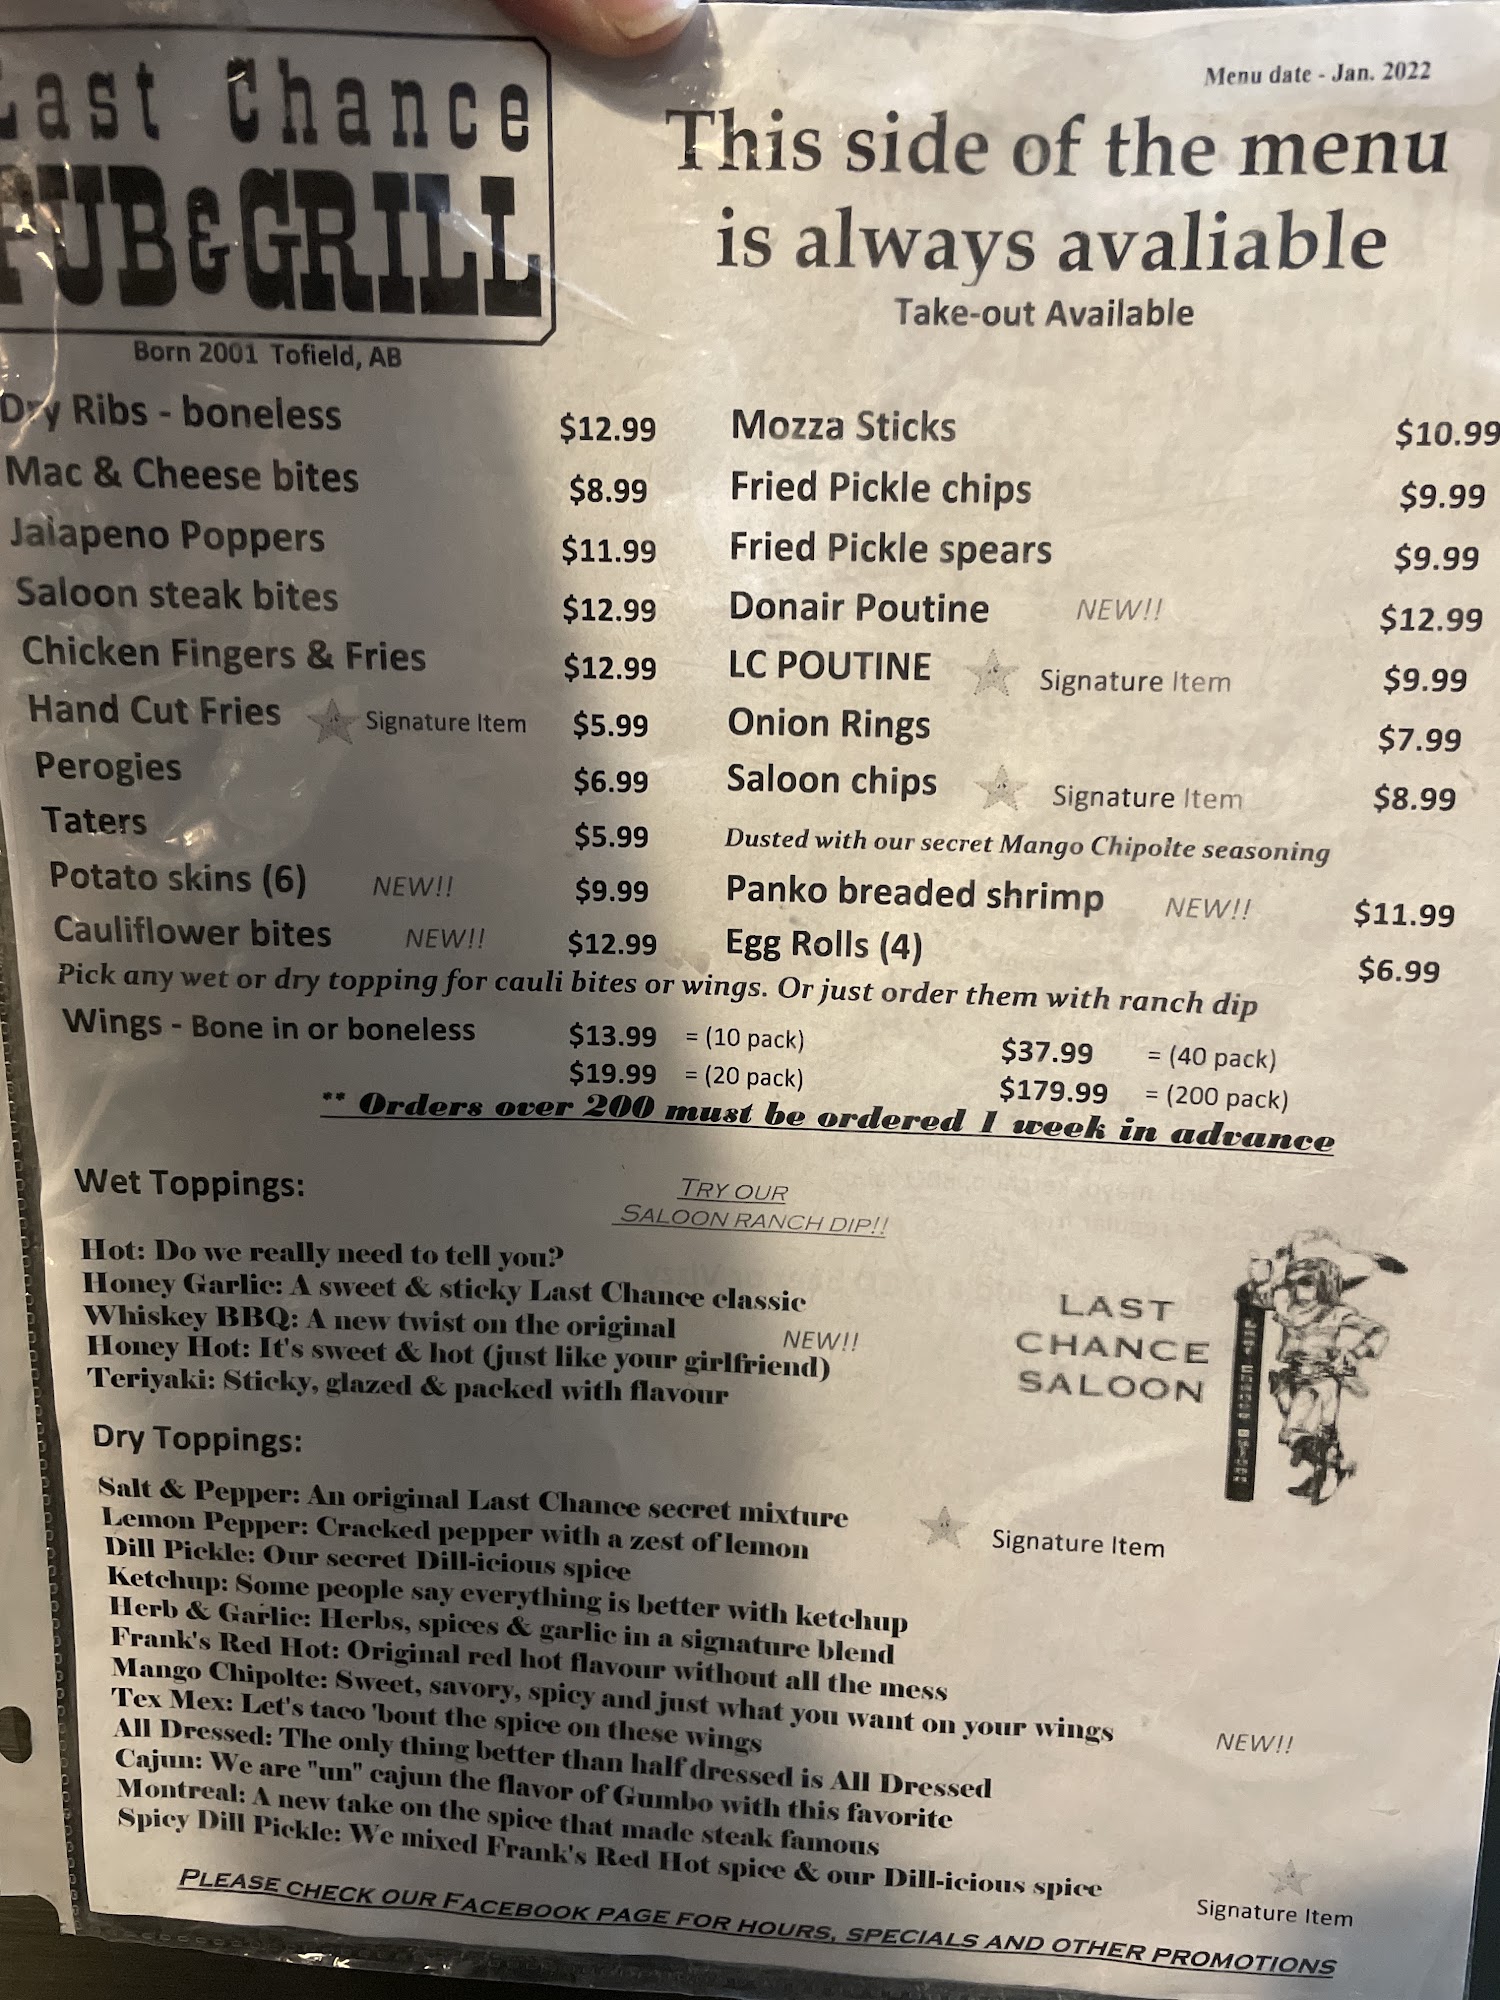 Last Chance
PUB & GRILL
Born 2001 Tofield, AB
Menu date - Jan. 2022
This side of the menu
is always avaliable
Take-out Available
Dry Ribs - boneless $12.99
Mac & Cheese bites $8.99
Jalapeno Poppers $11.99
Saloon steak bites $12.99
Chicken Fingers & Fries $12.99
Hand Cut Fries Signature Item $5.99
Perogies $6.99
Taters $5.99
Potato skins (6) NEW!! $9.99
Cauliflower bites NEW!! $12.99
Mozza Sticks $10.99
Fried Pickle chips $9.99
Fried Pickle spears $9.99
Donair Poutine NEW!! $12.99
LC POUTINE Signature Item $9.99
Onion Rings $7.99
Saloon chips Signature Item $8.99
Dusted with our secret Mango Chipolte seasoning
Panko breaded shrimp NEW!! $11.99
Egg Rolls (4) $6.99
Pick any wet or dry topping for cauli bites or wings. Or just order them with ranch dip
Wings - Bone in or boneless $13.99 = (10 pack) $37.99 = (40 pack)
$19.99 = (20 pack) $179.99 = (200 pack)
** Orders over 200 must be ordered 1 week in advance
Wet Toppings:
TRY OUR
SALOON RANCH DIP!!
Hot: Do we really need to tell you?
Honey Garlic: A sweet & sticky Last Chance classic
Whiskey BBQ: A new twist on the original NEW!!
Honey Hot: It's sweet & hot (just like your girlfriend)
Teriyaki: Sticky, glazed & packed with flavour
LAST
CHANCE
SALOON
Last Chance Saloon
Dry Toppings:
Salt & Pepper: An original Last Chance secret mixture
Lemon Pepper: Cracked pepper with a zest of lemon
Dill Pickle: Our secret Dill-icious spice Signature Item
Ketchup: Some people say everything is better with ketchup
Herb & Garlic: Herbs, spices & garlic in a signature blend
Frank's Red Hot: Original red hot flavour without all the mess
Mango Chipolte: Sweet, savory, spicy and just what you want on your wings NEW!!
Tex Mex: Let's taco 'bout the spice on these wings
All Dressed: The only thing better than half dressed is All Dressed
Cajun: We are "un" cajun the flavor of Gumbo with this favorite
Montreal: A new take on the spice that made steak famous
Spicy Dill Pickle: We mixed Frank's Red Hot spice & our Dill-icious spice Signature Item
PLEASE CHECK OUR FACEBOOK PAGE FOR HOURS, SPECIALS AND OTHER PROMOTIONS